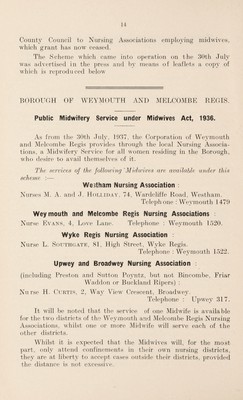 14
County Council to Nursing Associations employing midwives,
which grant has now ceased.
The Scheme which came into operation on the 30th July
was advertised in the press and by means of leaflets a copy of
which is reproduced below
BOROUGH OF WEYMOUTH AND MELCOMBE REGIS.
Public Midwifery Service under Midwives Act, 1936.
As from the 30th July, 1937, the Corporation of Weymouth
and Melcombe Regis provides through the local Nursing Associa-
tions, a Midwifery Service for all women residing in the Borough,
who desire to avail themselves of it.
The services of the following Midwives are available under this
scheme :—
Westham Nursing Association :
Nurses M. A. and J. HOLLIDAY, 74, Wardcliffe Road, Westham.
Telephone : Weymouth 1479
Weymouth and Melcombe Regis Nursing Associations :
Nurse EVANS, 4, Love Lane. Telephone : Weymouth 1520.
Wyke Regis Nursing Association :
Nurse L. SOUTHGATE, 81, High Street, Wyke Regis.
Telephone : Weymouth 1522.
Upwey and Broadwey Nursing Association :
(including Preston and Sutton Poyntz, but not Bincombe, Friar
Waddon or Buckland Ripers) :
Nurse H. CURTIS, 2, Way View Crescent, Broadwey.
Telephone : Upwey 317.
It will be noted that the service of one Midwife is available
for the two districts of the Weymouth and Melcombe Regis Nursing
Associations, whilst one or more Midwife will serve each of the
other districts.
Whilst it is expected that the Midwives will, for the most
part, only attend confinements in their own nursing districts,
they are at liberty to accept cases outside their districts, provided
the distance is not excessive.